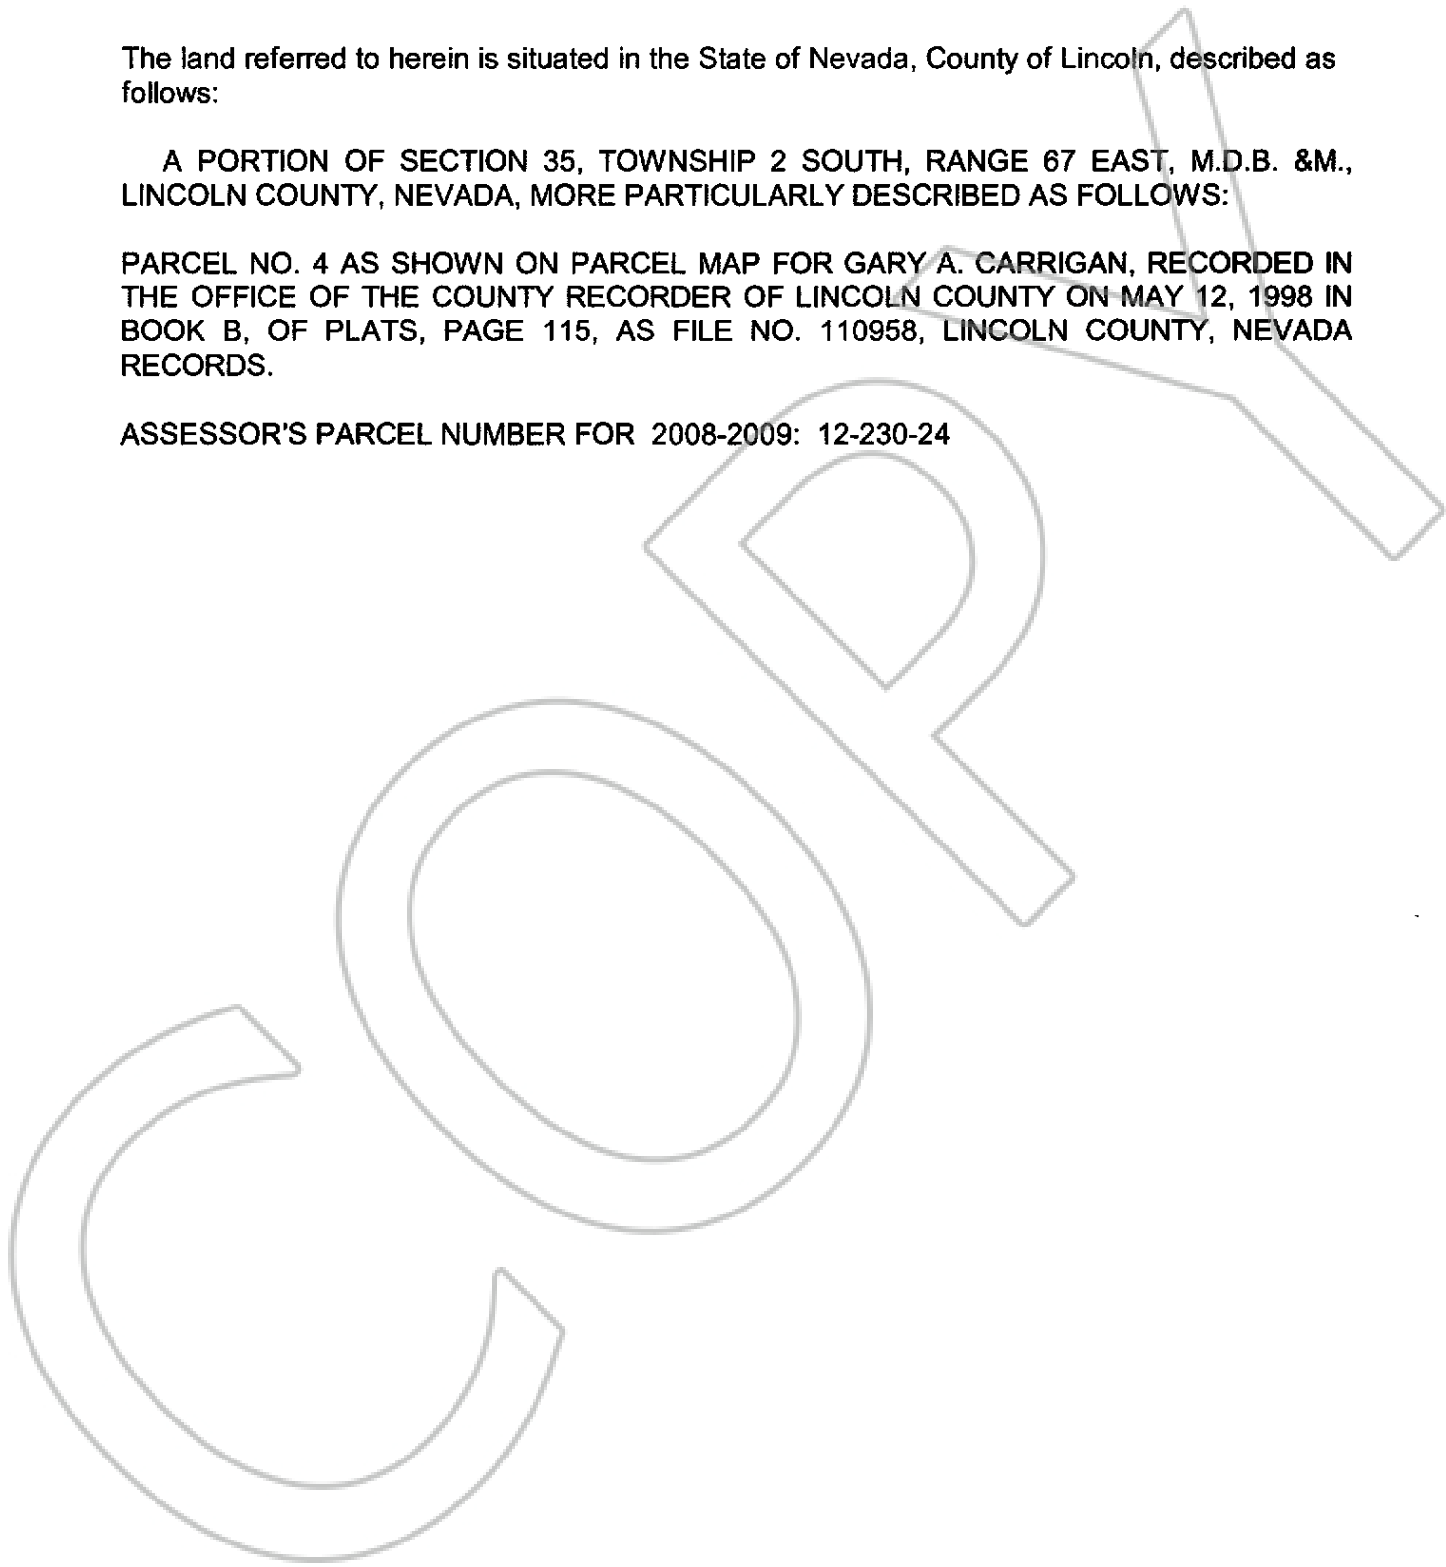 The land referred to herein is situated in the State of Nevada, County of Lincoln, described as
follows:
A PORTION OF SECTION 35, TOWNSHIP 2 SOUTH, RANGE 67 EAST, M.D.B. &M.,
LINCOLN COUNTY, NEVADA, MORE PARTICULARLY DESCRIBED AS FOLLOWS:
PARCEL NO. 4 AS SHOWN ON PARCEL MAP FOR GARY A. CARRIGAN, RECORDED IN
THE OFFICE OF THE COUNTY RECORDER OF LINCOLN COUNTY ON MAY 12, 1998 IN
BOOK B, OF PLATS, PAGE 115, AS FILE NO. 110958, LINCOLN COUNTY, NEVADA
RECORDS.
ASSESSOR'S PARCEL NUMBER FOR 2008-2009: 12-230-24
COPY